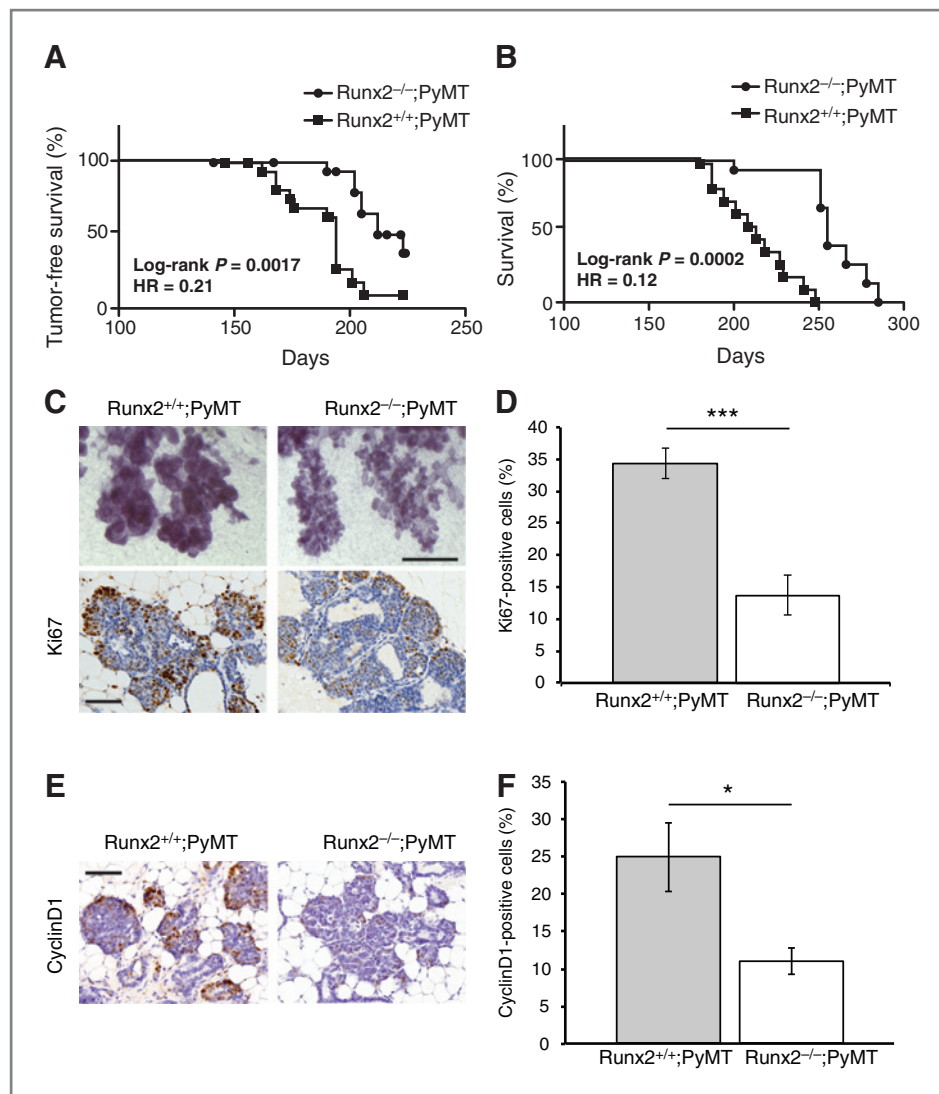 A
Runx2–/–;PyMT
Runx2+/+;PyMT
Tumor-free survival (%)
100
50
0
Log-rank P = 0.0017
HR = 0.21
100 150 200 250
Days
B
Runx2–/–;PyMT
Runx2+/+;PyMT
Survival (%)
100
50
0
Log-rank P = 0.0002
HR = 0.12
100 150 200 250 300
Days
C
Runx2+/+;PyMT Runx2–/–;PyMT
Ki67
D
***
Ki67-positive cells (%)
40
35
30
25
20
15
10
5
0
Runx2+/+;PyMT Runx2–/–;PyMT
E
Runx2+/+;PyMT Runx2–/–;PyMT
CyclinD1
F
*
CyclinD1-positive cells (%)
35
30
25
20
15
10
5
0
Runx2+/+;PyMT Runx2–/–;PyMT